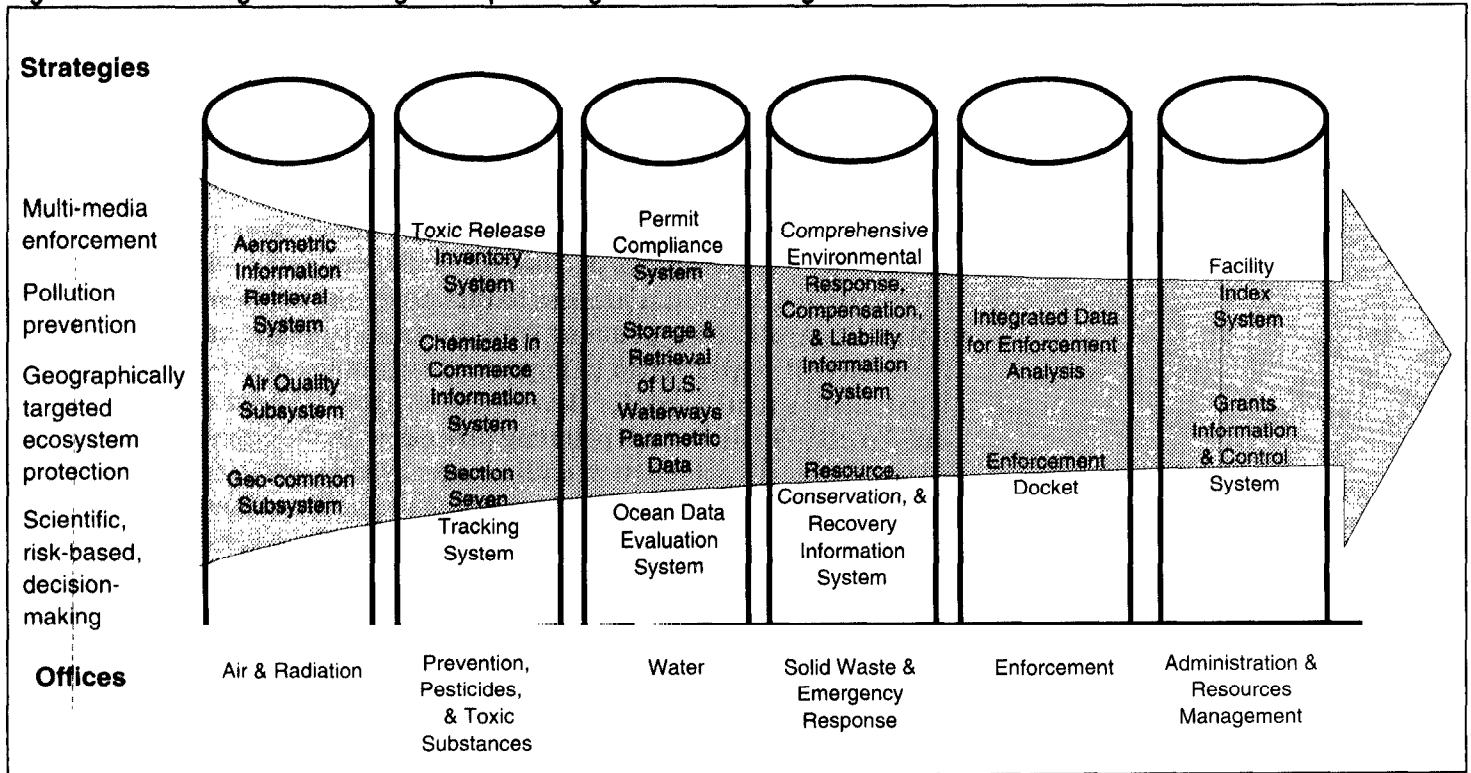 Strategies
Multi-media
enforcement
Pollution
prevention
Geographically
targeted
ecosystem
protection
Scientific,
risk-based,
decision-
making
Aerometric
Information
Retrieval
System
Air Quality
Subsystem
Geo-common
Subsystem
Toxic Release
Inventory
System
Chemicals in
Commerce
Information
System
Section
Seven
Tracking
System
Permit
Compliance
System
Storage &
Retrieval
of U.S.
Waterways
Parametric
Data
Ocean Data
Evaluation
System
Comprehensive
Environmental
Response,
Compensation,
& Liability
Information
System
Resource,
Conservation, &
Recovery
Information
System
Integrated Data
for Enforcement
Analysis
Enforcement
Docket
Facility
Index
System
Grants
Information
& Control
System
Offices
Air & Radiation
Prevention,
Pesticides,
& Toxic
Substances
Water
Solid Waste &
Emergency
Response
Enforcement
Administration &
Resources
Management